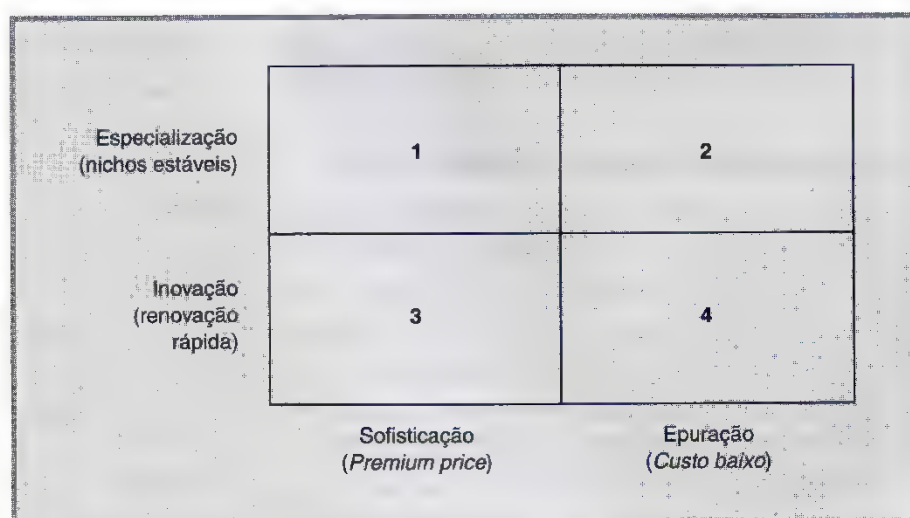 Especialização
(nichos estáveis)
1
2
Inovação
(renovação
rápida)
3
4
Sofisticação
(Premium price)
Epuração
(Custo baixo)